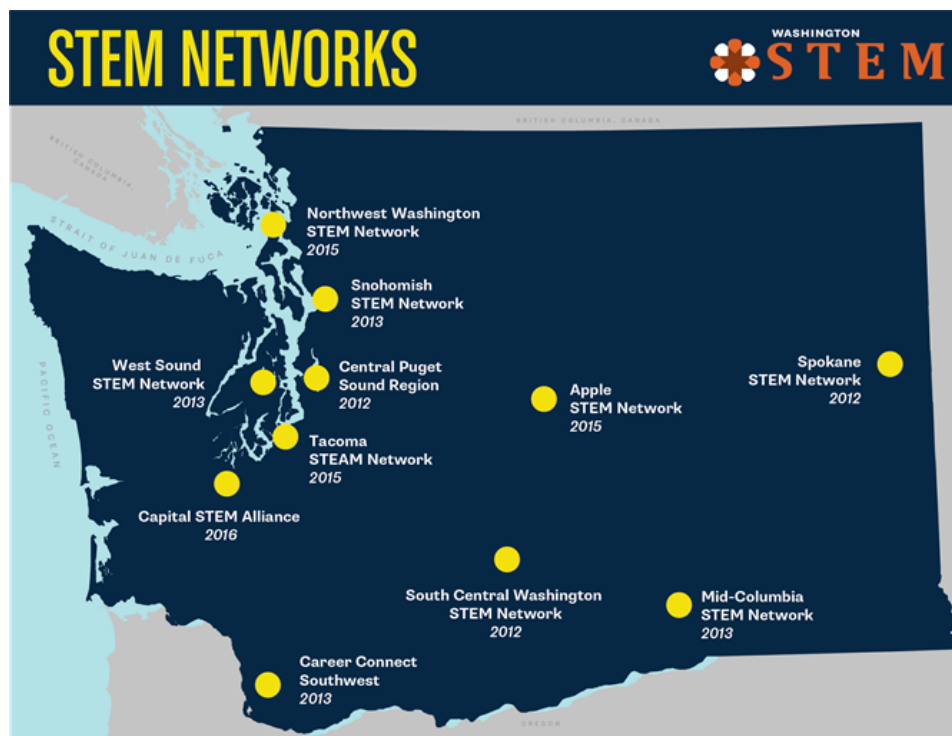 STEM NETWORKS
WASHINGTON
STEM
BRITISH COLUMBIA, CANADA
BRITISH COLUMBIA,
CANADA
STRAIT OF JUAN DE FUCA
PACIFIC OCEAN
Northwest Washington
STEM Network
2015
Snohomish
STEM Network
2013
West Sound
STEM Network
2013
Central Puget
Sound Region
2012
Apple
STEM Network
2015
Spokane
STEM Network
2012
Tacoma
STEAM Network
2015
Capital STEM Alliance
2016
South Central Washington
STEM Network
2012
Mid-Columbia
STEM Network
2013
Career Connect
Southwest
2013
OREGON